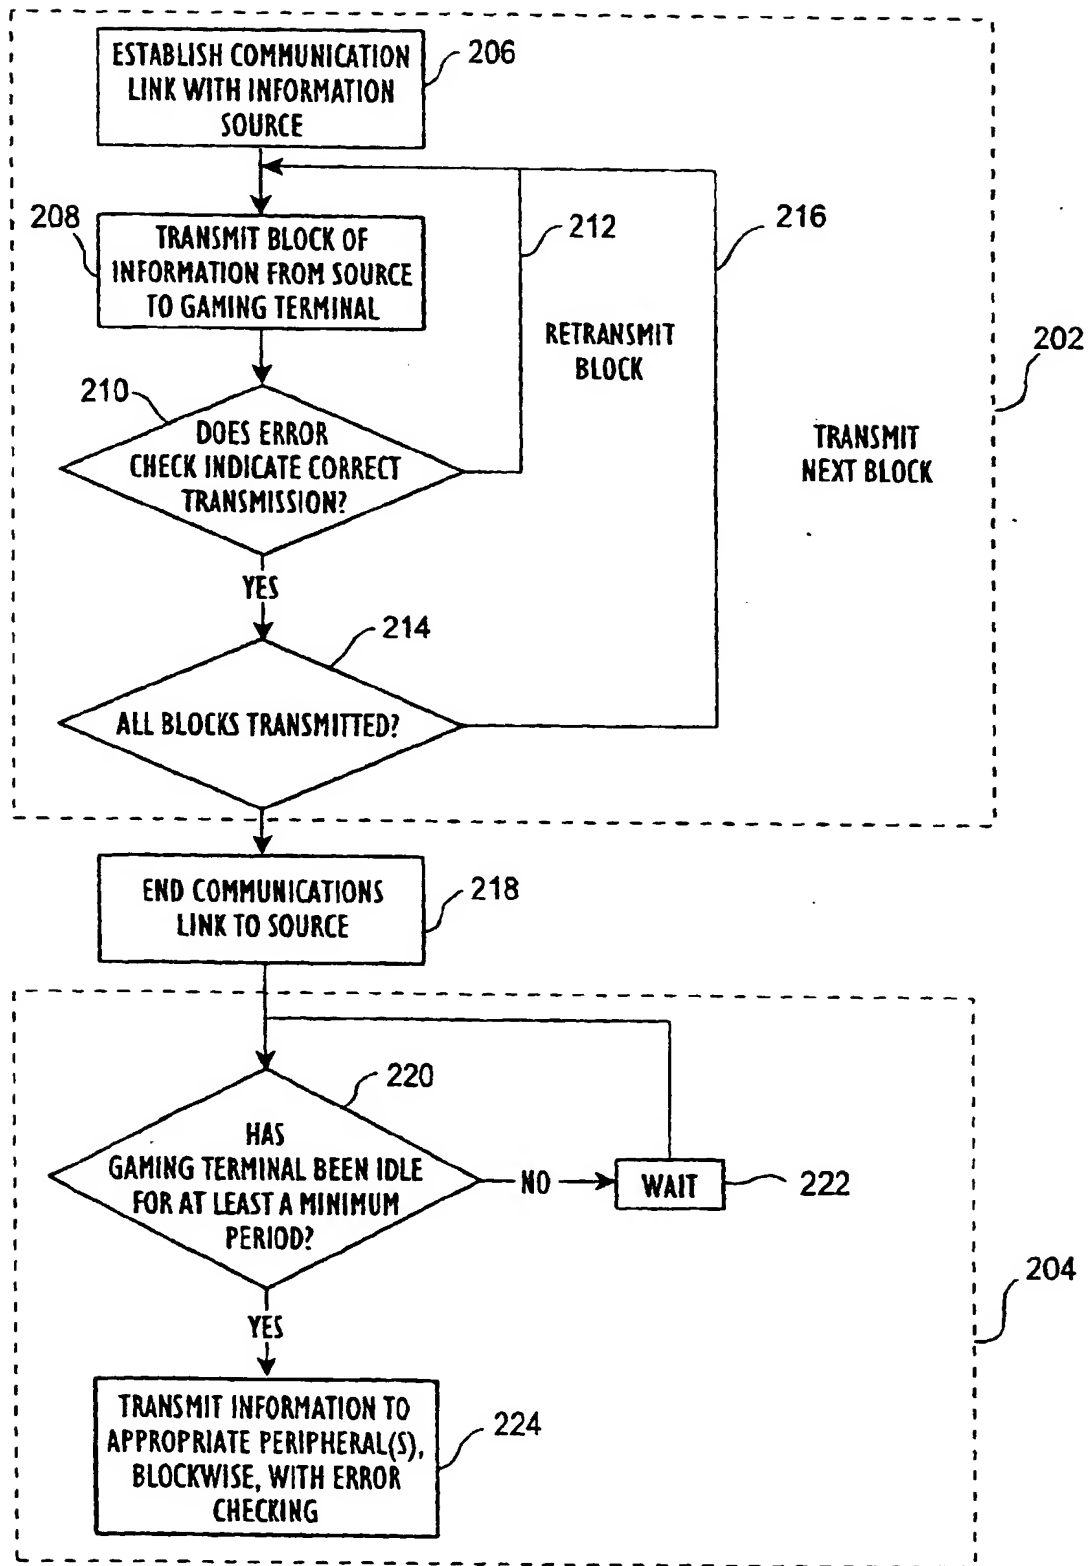 ESTABLISH COMMUNICATION
LINK WITH INFORMATION
SOURCE
206
208
TRANSMIT BLOCK OF
INFORMATION FROM SOURCE
TO GAMING TERMINAL
212
216
RETRANSMIT
BLOCK
202
210
DOES ERROR
CHECK INDICATE CORRECT
TRANSMISSION?
TRANSMIT
NEXT BLOCK
YES
214
ALL BLOCKS TRANSMITTED?
END COMMUNICATIONS
LINK TO SOURCE
218
220
HAS
GAMING TERMINAL BEEN IDLE
FOR AT LEAST A MINIMUM
PERIOD?
NO
WAIT
222
204
YES
TRANSMIT INFORMATION TO
APPROPRIATE PERIPHERAL(S),
BLOCKWISE, WITH ERROR
CHECKING
224